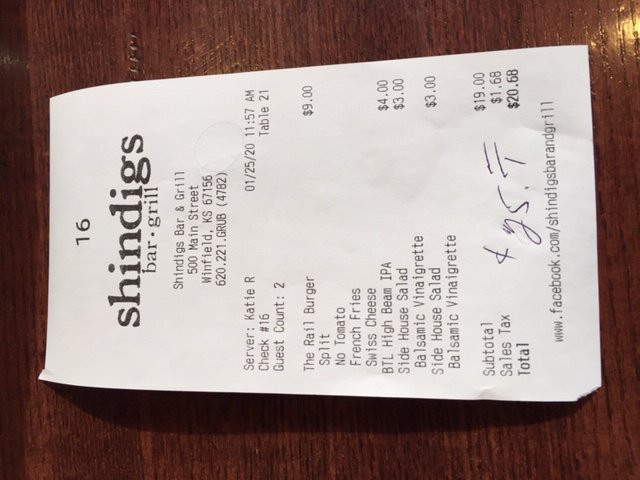 16
shindigs
bar·grill
Shindigs Bar & Grill
500 Main Street
Winfield, KS 67156
620.221.GRUB (4782)
Server: Katie R 01/25/20 11:57 AM
Check #16 Table 21
Guest Count: 2
The Rail Burger $9.00
Split
No Tomato
French Fries
Swiss Cheese
BTL High Beam IPA $4.00
Side House Salad $3.00
Balsamic Vinaigrette
Side House Salad $3.00
Balsamic Vinaigrette
Subtotal $19.00
Sales Tax $1.68
Total $20.68
www.facebook.com/shindigsbarandgrill